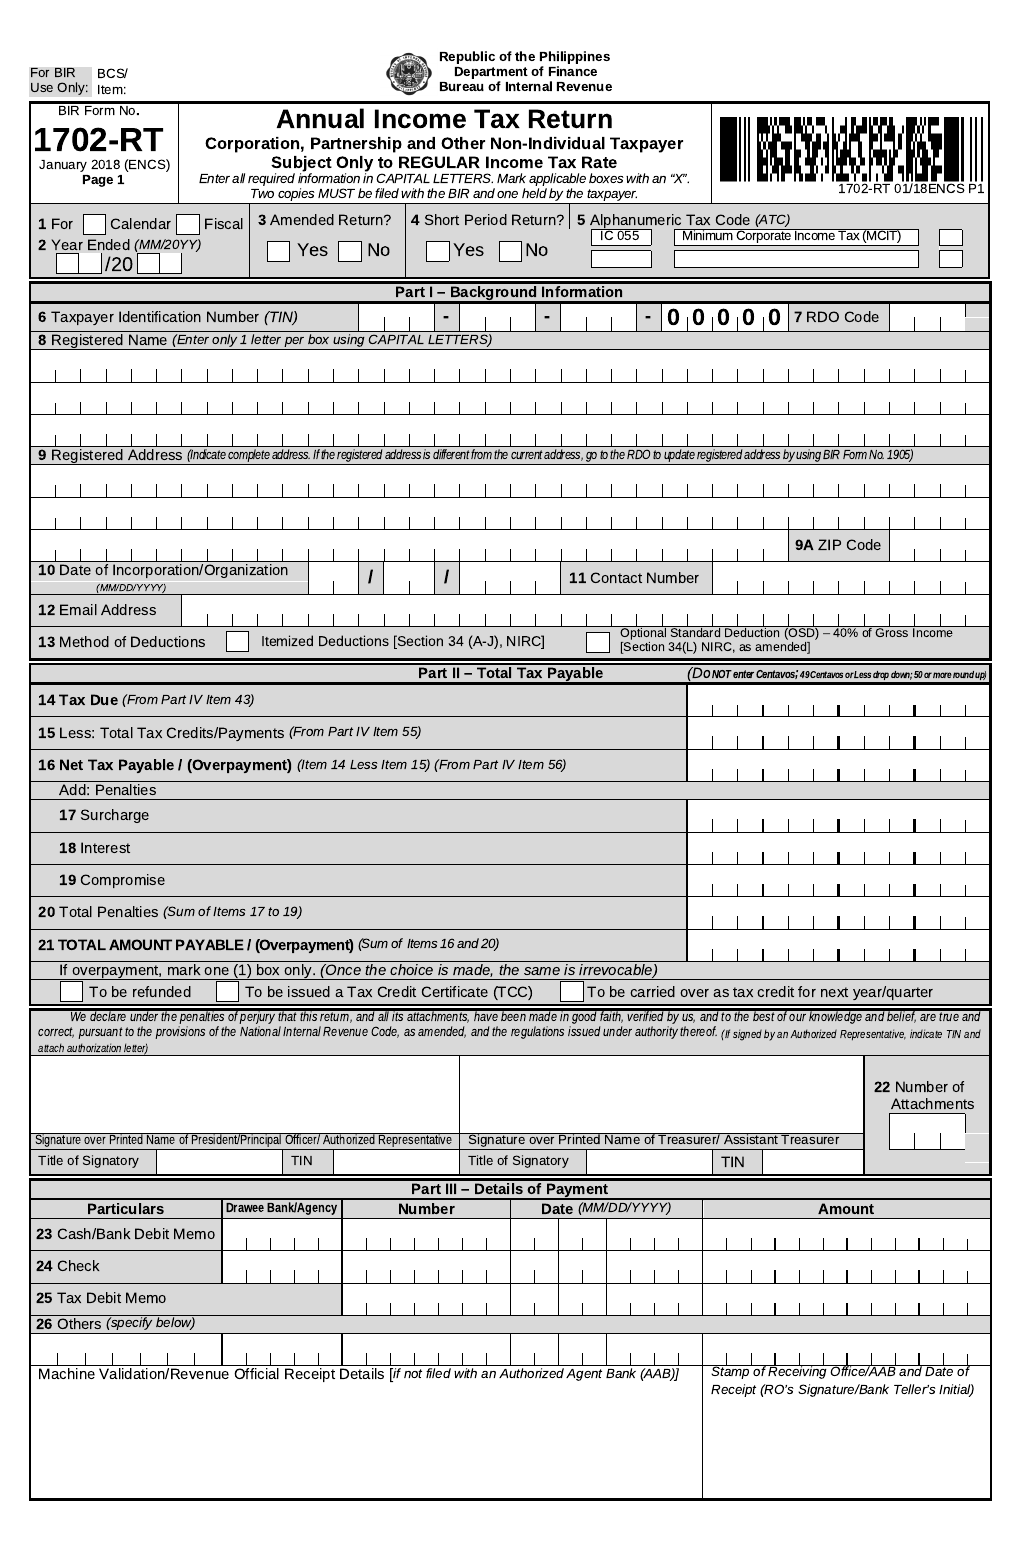 Republic of the Philippines
For BIR BCS/ Department of Finance
Use Only: Item: Bureau of Internal Revenue
BIR Form No.
1702-RT
January 2018 (ENCS)
Page 1
Annual Income Tax Return
Corporation, Partnership and Other Non-Individual Taxpayer
Subject Only to REGULAR Income Tax Rate
Enter all required information in CAPITAL LETTERS. Mark applicable boxes with an “X”.
Two copies MUST be filed with the BIR and one held by the taxpayer.
1702-RT 01/18ENCS P1
1 For Calendar Fiscal
2 Year Ended (MM/20YY)
/20
3 Amended Return?
Yes No
4 Short Period Return?
Yes No
5 Alphanumeric Tax Code (ATC)
IC 055 Minimum Corporate Income Tax (MCIT)
Part I – Background Information
6 Taxpayer Identification Number (TIN) - - - 0 0 0 0 0 7 RDO Code
8 Registered Name (Enter only 1 letter per box using CAPITAL LETTERS)
9 Registered Address (Indicate complete address. If the registered address is different from the current address, go to the RDO to update registered address by using BIR Form No. 1905)
9A ZIP Code
10 Date of Incorporation/Organization
(MM/DD/YYYY)
/ / 11 Contact Number
12 Email Address
13 Method of Deductions Itemized Deductions [Section 34 (A-J), NIRC]
Optional Standard Deduction (OSD) – 40% of Gross Income
[Section 34(L) NIRC, as amended]
Part II – Total Tax Payable (Do NOT enter Centavos; 49 Centavos or Less drop down; 50 or more round up)
14 Tax Due (From Part IV Item 43)
15 Less: Total Tax Credits/Payments (From Part IV Item 55)
16 Net Tax Payable / (Overpayment) (Item 14 Less Item 15) (From Part IV Item 56)
Add: Penalties
17 Surcharge
18 Interest
19 Compromise
20 Total Penalties (Sum of Items 17 to 19)
21 TOTAL AMOUNT PAYABLE / (Overpayment) (Sum of Items 16 and 20)
If overpayment, mark one (1) box only. (Once the choice is made, the same is irrevocable)
To be refunded To be issued a Tax Credit Certificate (TCC) To be carried over as tax credit for next year/quarter
We declare under the penalties of perjury that this return, and all its attachments, have been made in good faith, verified by us, and to the best of our knowledge and belief, are true and
correct, pursuant to the provisions of the National Internal Revenue Code, as amended, and the regulations issued under authority thereof. (If signed by an Authorized Representative, indicate TIN and
attach authorization letter)
22 Number of
Attachments
Signature over Printed Name of President/Principal Officer/ Authorized Representative Signature over Printed Name of Treasurer/ Assistant Treasurer
Title of Signatory TIN Title of Signatory TIN
Part III – Details of Payment
Particulars Drawee Bank/Agency Number Date (MM/DD/YYYY) Amount
23 Cash/Bank Debit Memo
24 Check
25 Tax Debit Memo
26 Others (specify below)
Machine Validation/Revenue Official Receipt Details [if not filed with an Authorized Agent Bank (AAB)]
Stamp of Receiving Office/AAB and Date of
Receipt (RO's Signature/Bank Teller's Initial)